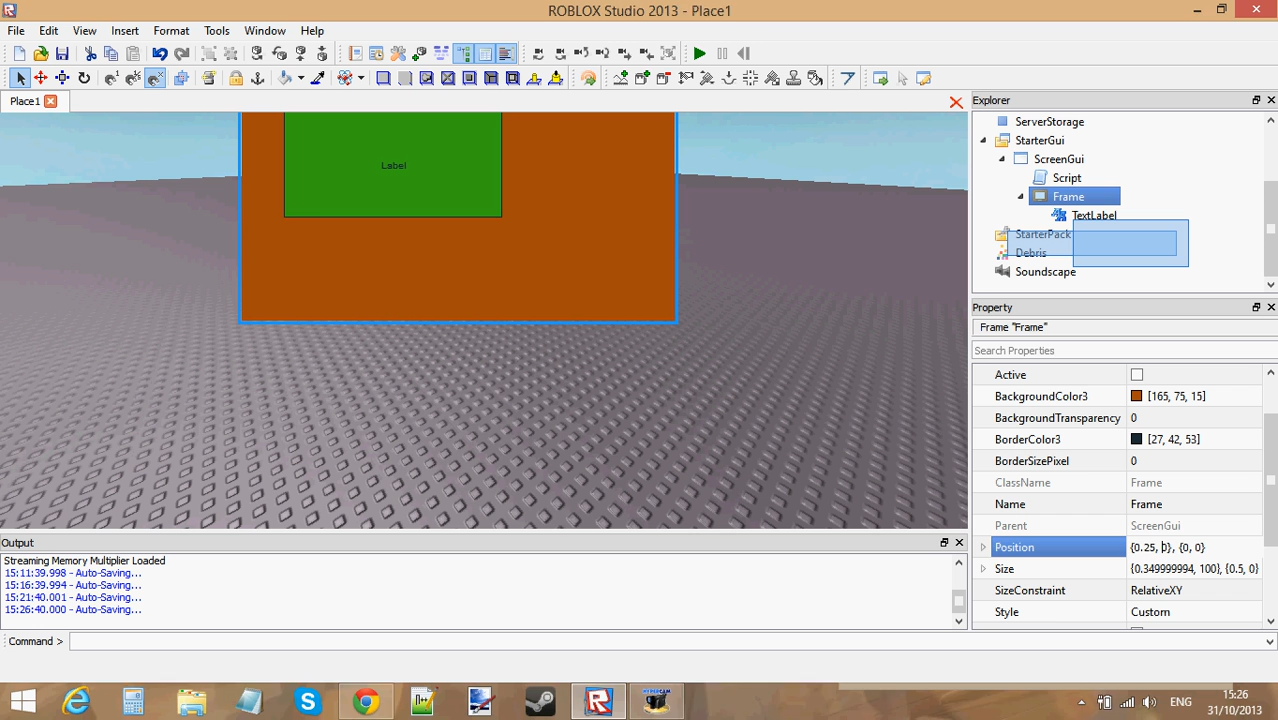 ROBLOX Studio 2013 - Place1
File Edit View Insert Format Tools Window Help
Place1
Label
Explorer
ServerStorage
StarterGui
ScreenGui
Script
Frame
TextLabel
StarterPack
Debris
Soundscape
Property
Frame "Frame"
Search Properties
Active
BackgroundColor3 [165, 75, 15]
BackgroundTransparency 0
BorderColor3 [27, 42, 53]
BorderSizePixel 0
ClassName Frame
Name Frame
Parent ScreenGui
Position {0.25, 0}, {0, 0}
Size {0.349999994, 100}, {0.5, 0}
SizeConstraint RelativeXY
Style Custom
Output
Streaming Memory Multiplier Loaded
15:11:39.998 - Auto-Saving...
15:16:39.994 - Auto-Saving...
15:21:40.001 - Auto-Saving...
15:26:40.000 - Auto-Saving...
Command >
ENG
15:26
31/10/2013